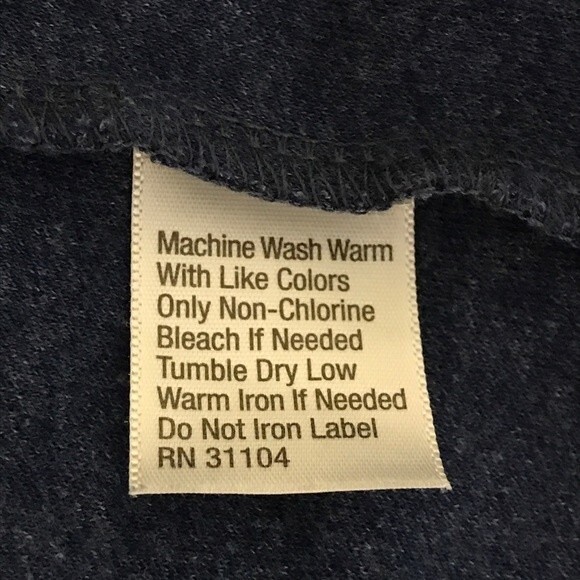 Machine Wash Warm
With Like Colors
Only Non-Chlorine
Bleach If Needed
Tumble Dry Low
Warm Iron If Needed
Do Not Iron Label
RN 31104